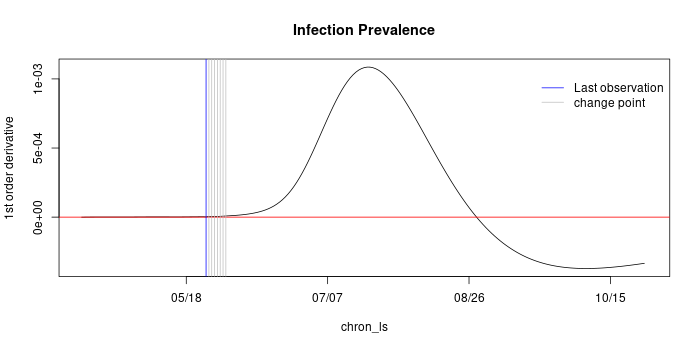 Infection Prevalence
1st order derivative
1e-03
5e-04
0e+00
Last observation
change point
05/18
07/07
08/26
10/15
chron_ls